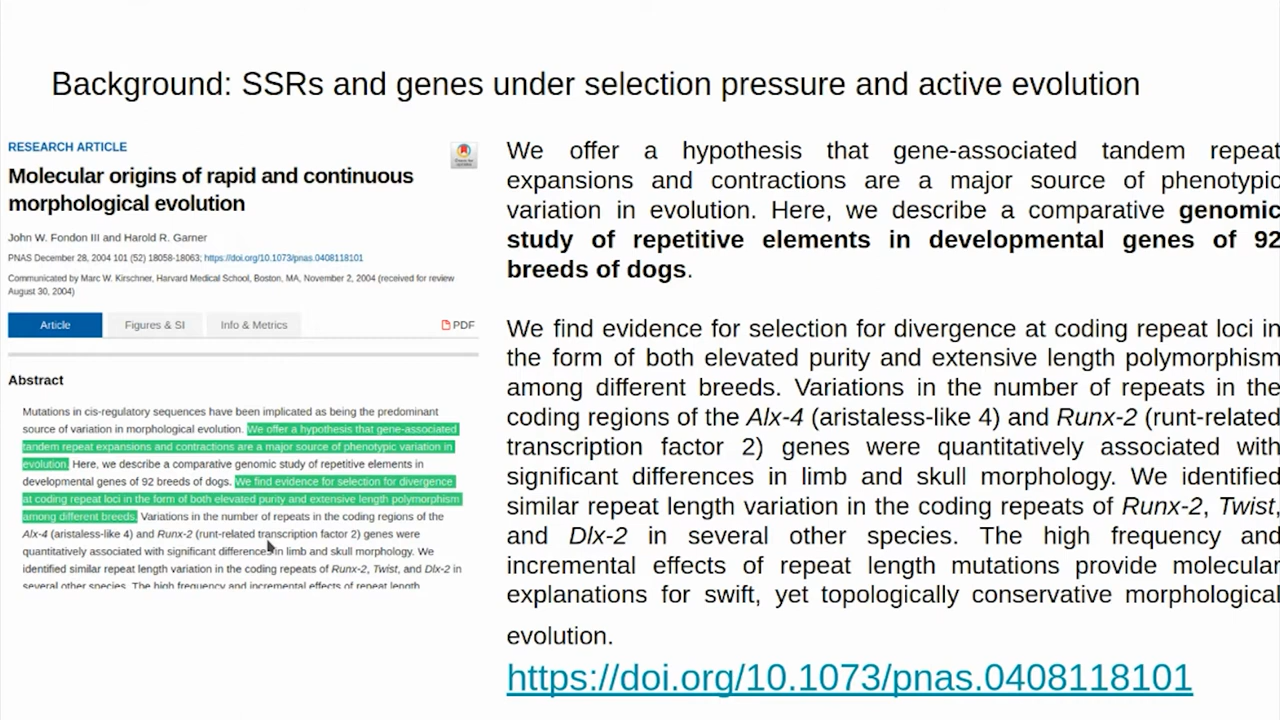 Background: SSRs and genes under selection pressure and active evolution
RESEARCH ARTICLE
Molecular origins of rapid and continuous
morphological evolution
John W. Fondon III and Harold R. Garner
PNAS December 28, 2004 101 (52) 18058-18063; https://doi.org/10.1073/pnas.0408118101
Communicated by Marc W. Kirschner, Harvard Medical School, Boston, MA, November 2, 2004 (received for review
August 30, 2004)
Article
Figures & SI
Info & Metrics
PDF
Abstract
Mutations in cis-regulatory sequences have been implicated as being the predominant
source of variation in morphological evolution. We offer a hypothesis that gene-associated
tandem repeat expansions and contractions are a major source of phenotypic variation in
evolution. Here, we describe a comparative genomic study of repetitive elements in
developmental genes of 92 breeds of dogs. We find evidence for selection for divergence
at coding repeat loci in the form of both elevated purity and extensive length polymorphism
among different breeds. Variations in the number of repeats in the coding regions of the
Alx-4 (aristaless-like 4) and Runx-2 (runt-related transcription factor 2) genes were
quantitatively associated with significant differences in limb and skull morphology. We
identified similar repeat length variation in the coding repeats of Runx-2, Twist, and Dlx-2 in
several other species. The high frequency and incremental effects of repeat length
We offer a hypothesis that gene-associated tandem repeat
expansions and contractions are a major source of phenotypic
variation in evolution. Here, we describe a comparative genomic
study of repetitive elements in developmental genes of 92
breeds of dogs.
We find evidence for selection for divergence at coding repeat loci in
the form of both elevated purity and extensive length polymorphism
among different breeds. Variations in the number of repeats in the
coding regions of the Alx-4 (aristaless-like 4) and Runx-2 (runt-related
transcription factor 2) genes were quantitatively associated with
significant differences in limb and skull morphology. We identified
similar repeat length variation in the coding repeats of Runx-2, Twist,
and Dlx-2 in several other species. The high frequency and
incremental effects of repeat length mutations provide molecular
explanations for swift, yet topologically conservative morphological
evolution.
https://doi.org/10.1073/pnas.0408118101